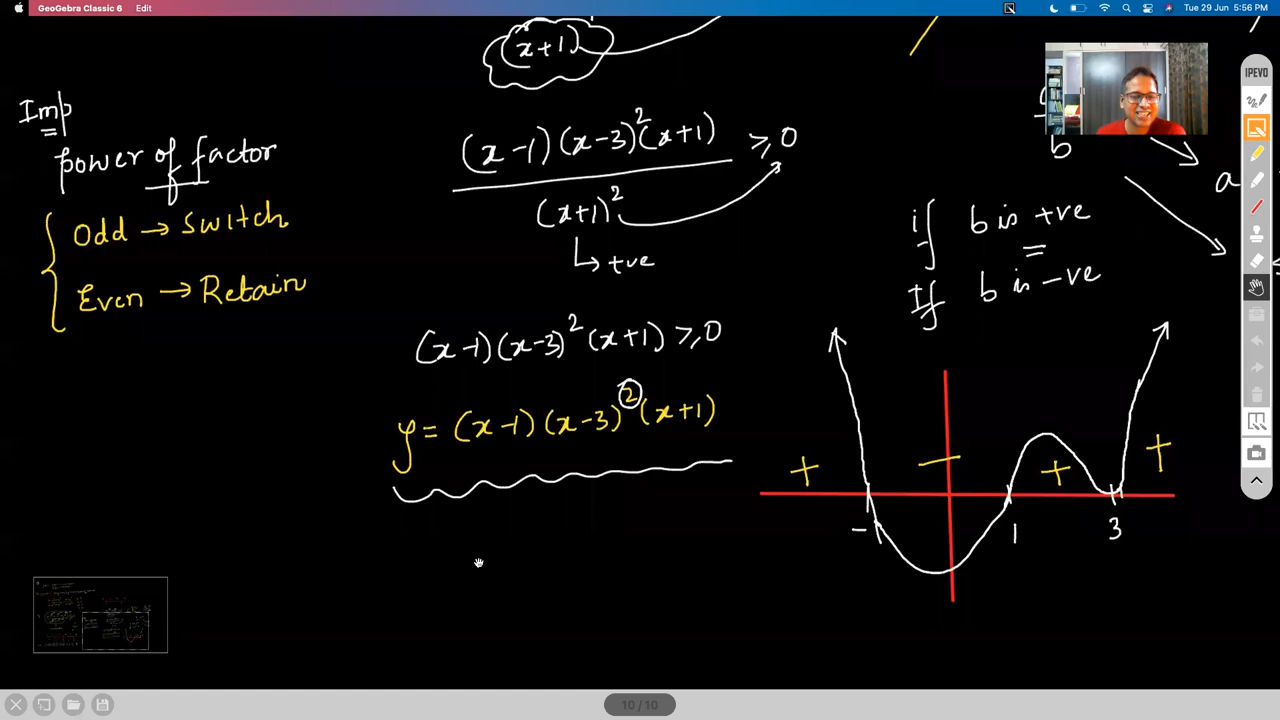 GeoGebra Classic 6 Edit Tue 29 Jun 5:56 PM
IPEVO
(x+1)
Imp
power of factor
Odd → Switch
Even → Retain
(x-1)(x-3)²(x+1) ≥ 0
(x+1)²
↳ +ve
(x-1)(x-3)²(x+1) ≥ 0
y = (x-1)(x-3)²(x+1)
b
a
if b is +ve
=
If b is -ve
+ - + +
-1 1 3
10 / 10